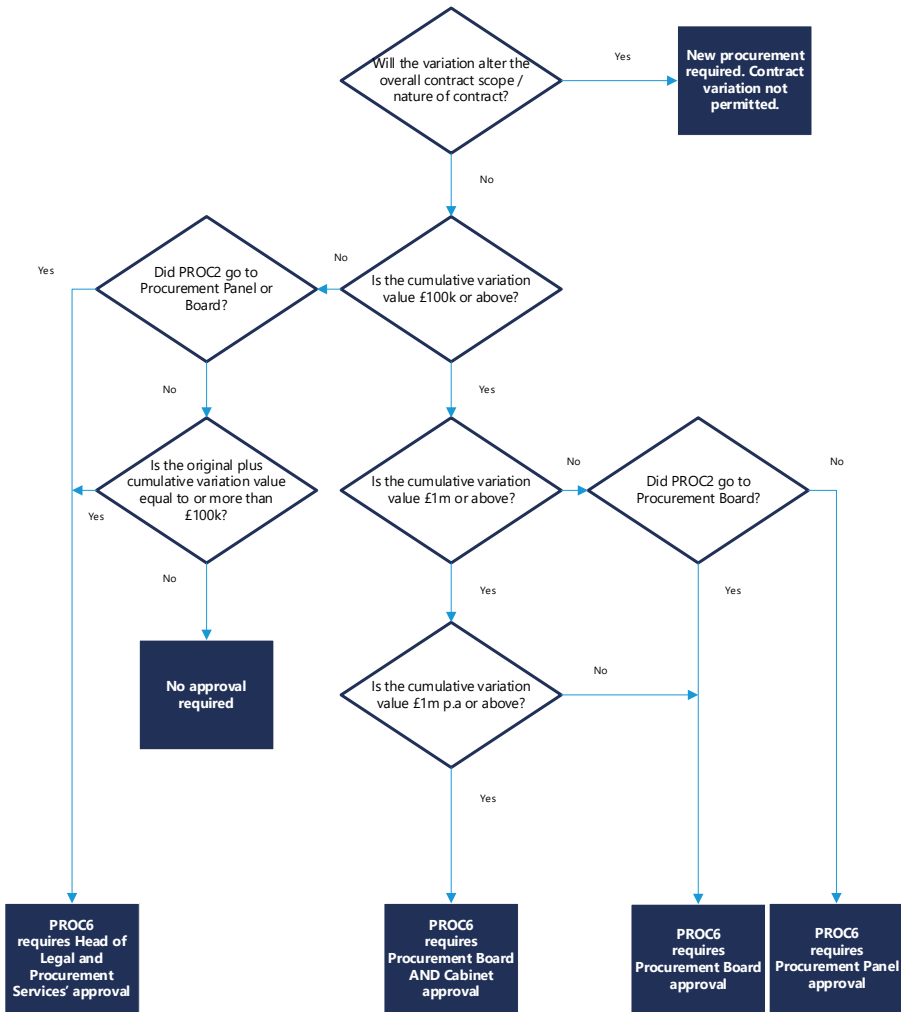 Will the variation alter the
overall contract scope /
nature of contract?
Yes
New procurement
required. Contract
variation not
permitted.
No
Yes
Did PROC2 go to
Procurement Panel or
Board?
No
Is the cumulative variation
value £100k or above?
No
Yes
Is the original plus
cumulative variation value
equal to or more than
£100k?
Yes
Is the cumulative variation
value £1m or above?
No
Did PROC2 go to
Procurement Board?
No
No
Yes
Yes
No approval
required
Is the cumulative variation
value £1m p.a or above?
No
Yes
PROC6
requires Head of
Legal and
Procurement
Services’ approval
PROC6
requires
Procurement Board
AND Cabinet
approval
PROC6
requires
Procurement Board
approval
PROC6
requires
Procurement Panel
approval